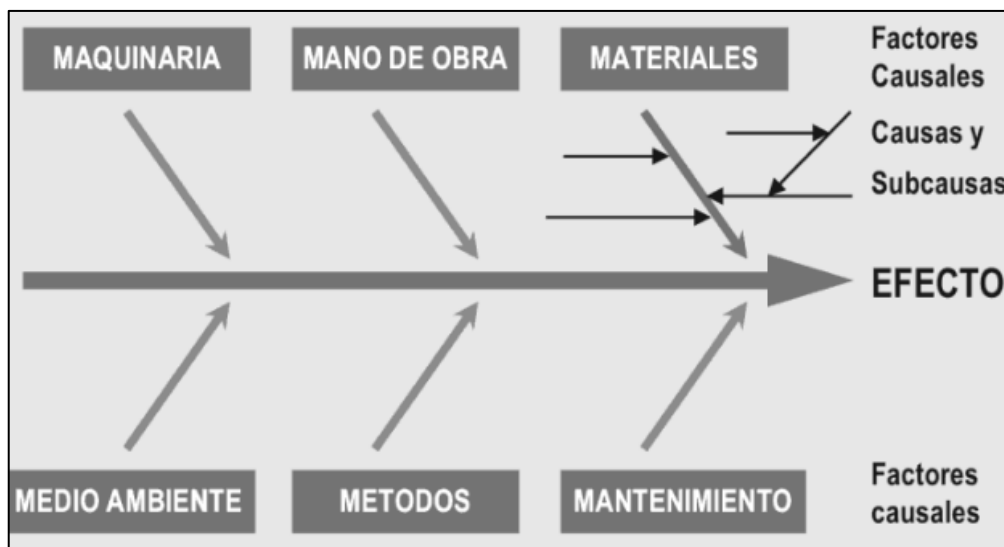 MAQUINARIA
MANO DE OBRA
MATERIALES
Factores
Causales
Causas y
Subcausas
EFECTO
MEDIO AMBIENTE
METODOS
MANTENIMIENTO
Factores
causales